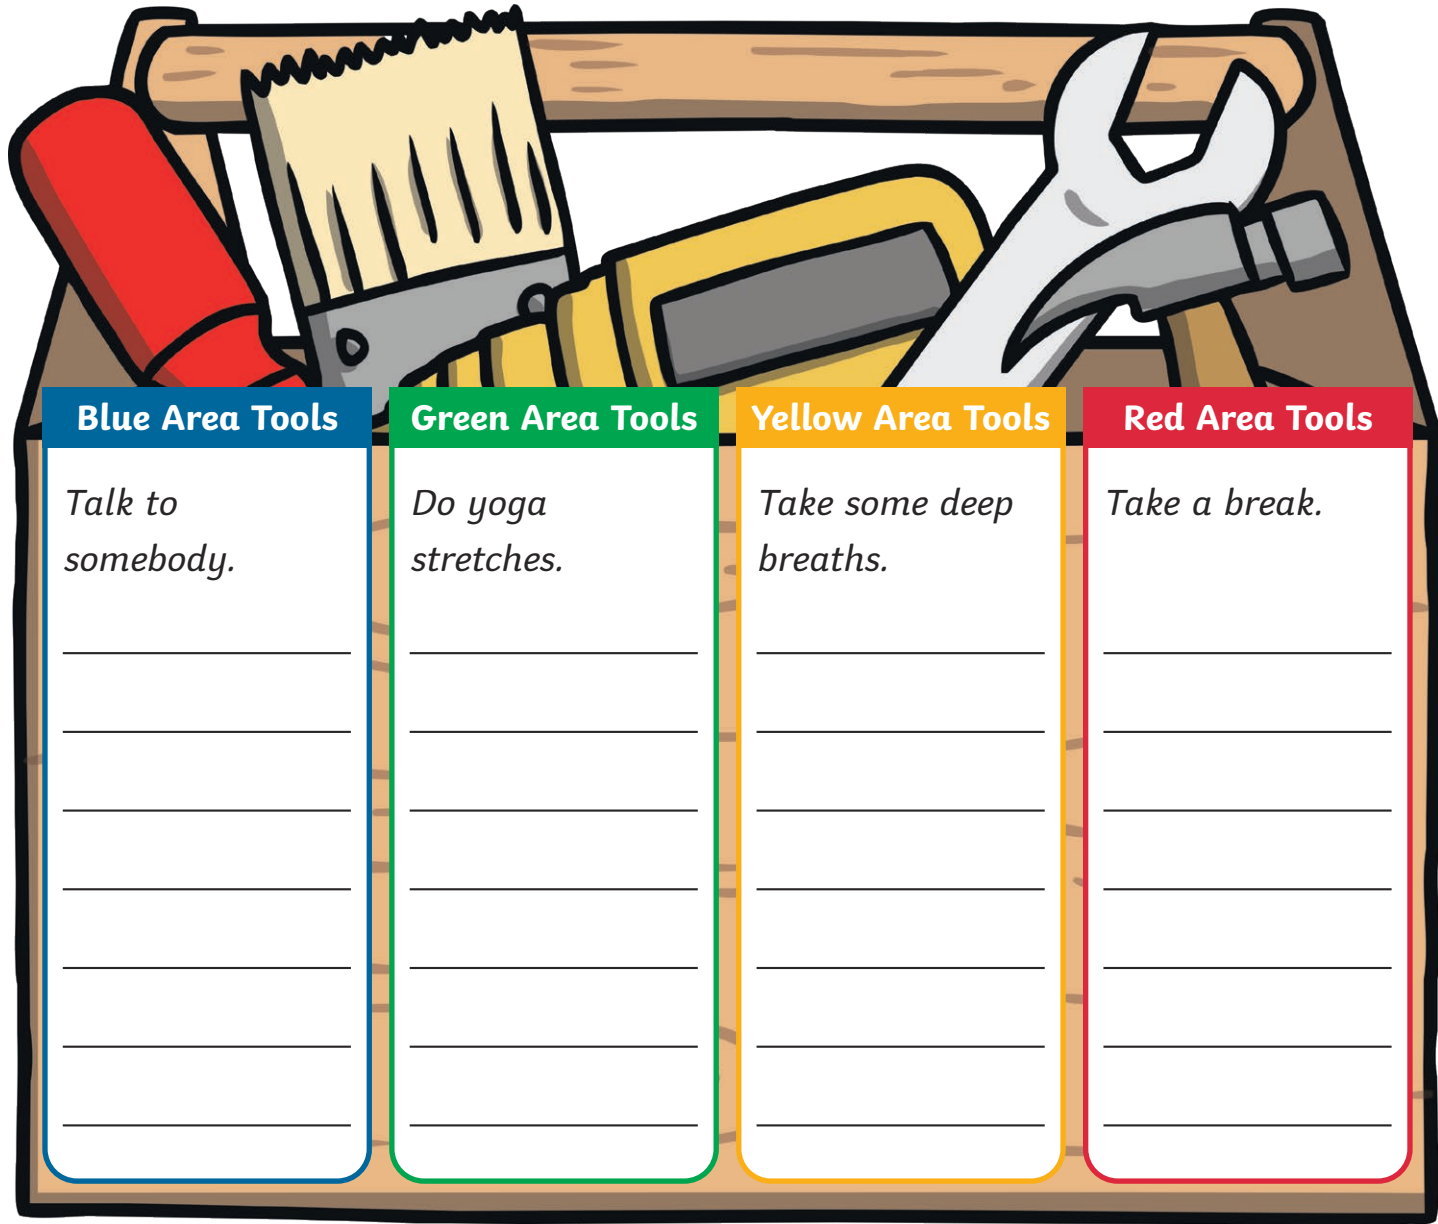 Blue Area Tools
Talk to
somebody.
Green Area Tools
Do yoga
stretches.
Yellow Area Tools
Take some deep
breaths.
Red Area Tools
Take a break.